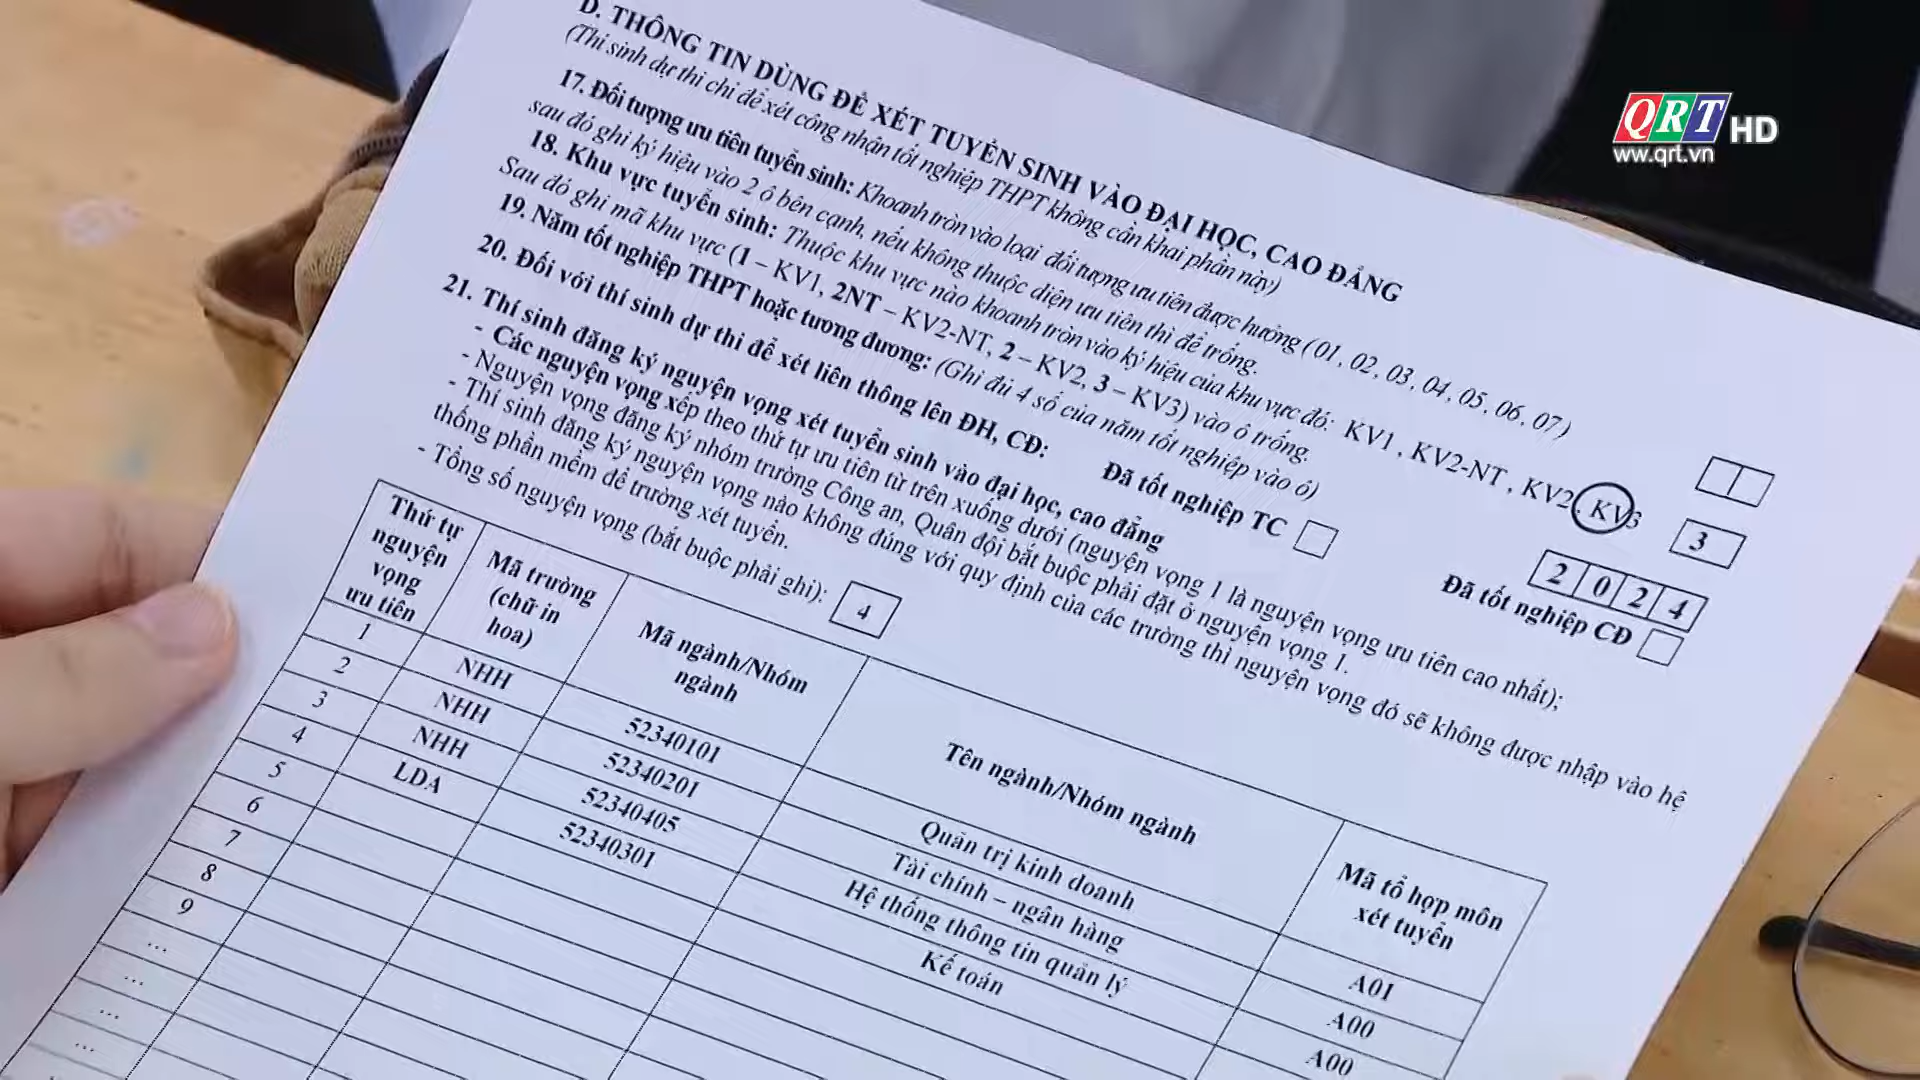 QRT HD
ww.qrt.vn
D. THÔNG TIN DÙNG ĐỂ XÉT TUYỂN SINH VÀO ĐẠI HỌC, CAO ĐẲNG
(Thí sinh dự thi chỉ để xét công nhận tốt nghiệp THPT không cần khai phần này)
17. Đối tượng ưu tiên tuyển sinh: Khoanh tròn vào loại đối tượng ưu tiên được hưởng (01, 02, 03, 04, 05, 06, 07)
sau đó ghi ký hiệu vào 2 ô bên cạnh, nếu không thuộc diện ưu tiên thì để trống.
18. Khu vực tuyển sinh: Thuộc khu vực nào khoanh tròn vào ký hiệu của khu vực đó: KV1, KV2-NT, KV2, KV3
Sau đó ghi mã khu vực (1 – KV1, 2NT – KV2-NT, 2 – KV2, 3 – KV3) vào ô trống. 3
19. Năm tốt nghiệp THPT hoặc tương đương: (Ghi đủ 4 số của năm tốt nghiệp vào ô) 2 0 2 4
20. Đối với thí sinh dự thi để xét liên thông lên ĐH, CĐ: Đã tốt nghiệp TC Đã tốt nghiệp CĐ
21. Thí sinh đăng ký nguyện vọng xét tuyển sinh vào đại học, cao đẳng
- Các nguyện vọng xếp theo thứ tự ưu tiên từ trên xuống dưới (nguyện vọng 1 là nguyện vọng ưu tiên cao nhất);
- Nguyện vọng đăng ký nhóm trường Công an, Quân đội bắt buộc phải đặt ở nguyện vọng 1.
- Thí sinh đăng ký nguyện vọng nào không đúng với quy định của các trường thì nguyện vọng đó sẽ không được nhập vào hệ
thống phần mềm để trường xét tuyển.
- Tổng số nguyện vọng (bắt buộc phải ghi): 4
Thứ tự nguyện vọng ưu tiên Mã trường (chữ in hoa) Mã ngành/Nhóm ngành Tên ngành/Nhóm ngành Mã tổ hợp môn xét tuyển
1 NHH 52340101 Quản trị kinh doanh A01
2 NHH 52340201 Tài chính – ngân hàng A00
3 NHH 52340405 Hệ thống thông tin quản lý A00
4 LDA 52340301 Kế toán
5
6
7
8
9
...
...
...
...